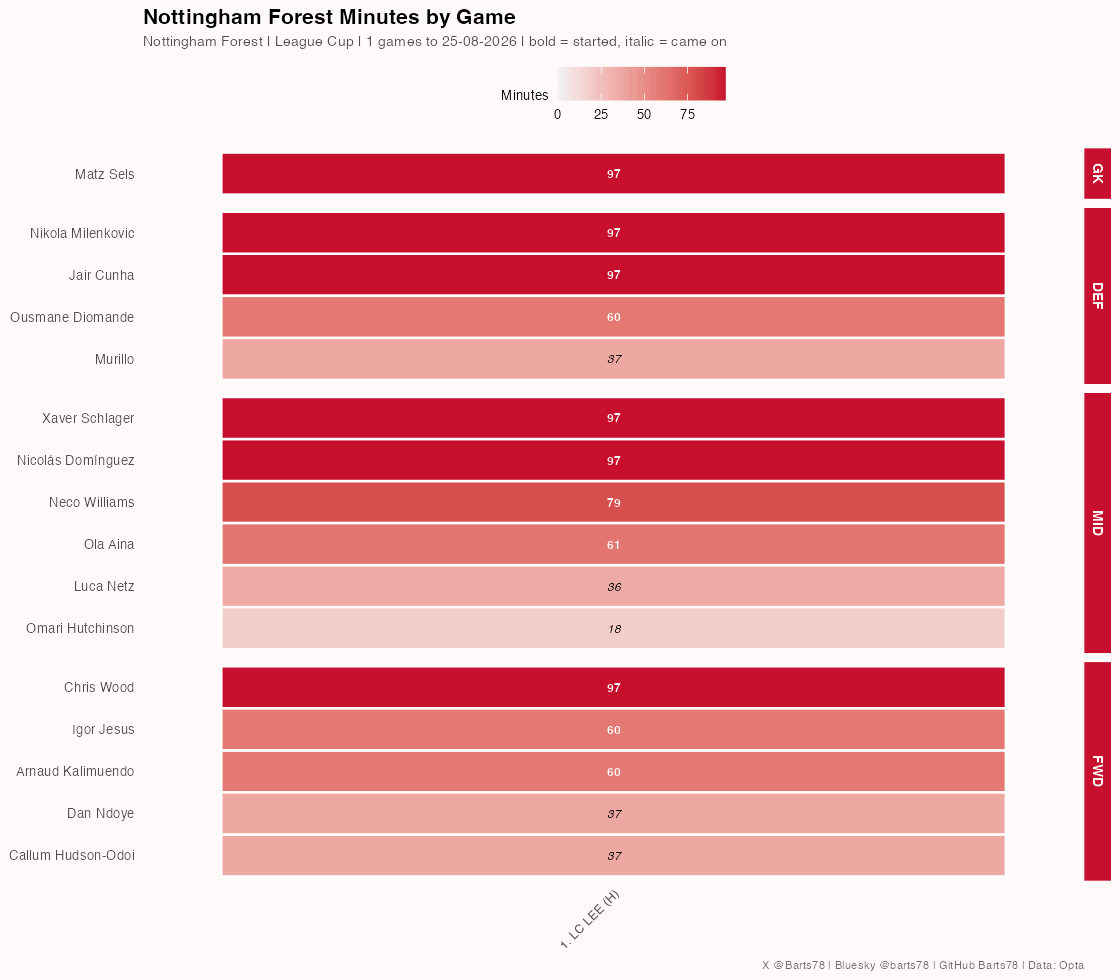 Nottingham Forest Minutes by Game
Nottingham Forest | League Cup | 1 games to 25-08-2026 | bold = started, italic = came on
Minutes
0 25 50 75
Matz Sels 97
GK
Nikola Milenkovic 97
Jair Cunha 97
Ousmane Diomande 60
Murillo 37
DEF
Xaver Schlager 97
Nicolás Domínguez 97
Neco Williams 79
Ola Aina 61
Luca Netz 36
Omari Hutchinson 18
MID
Chris Wood 97
Igor Jesus 60
Arnaud Kalimuendo 60
Dan Ndoye 37
Callum Hudson-Odoi 37
FWD
1. LC LEE (H)
X @Barts78 | Bluesky @barts78 | GitHub Barts78 | Data: Opta